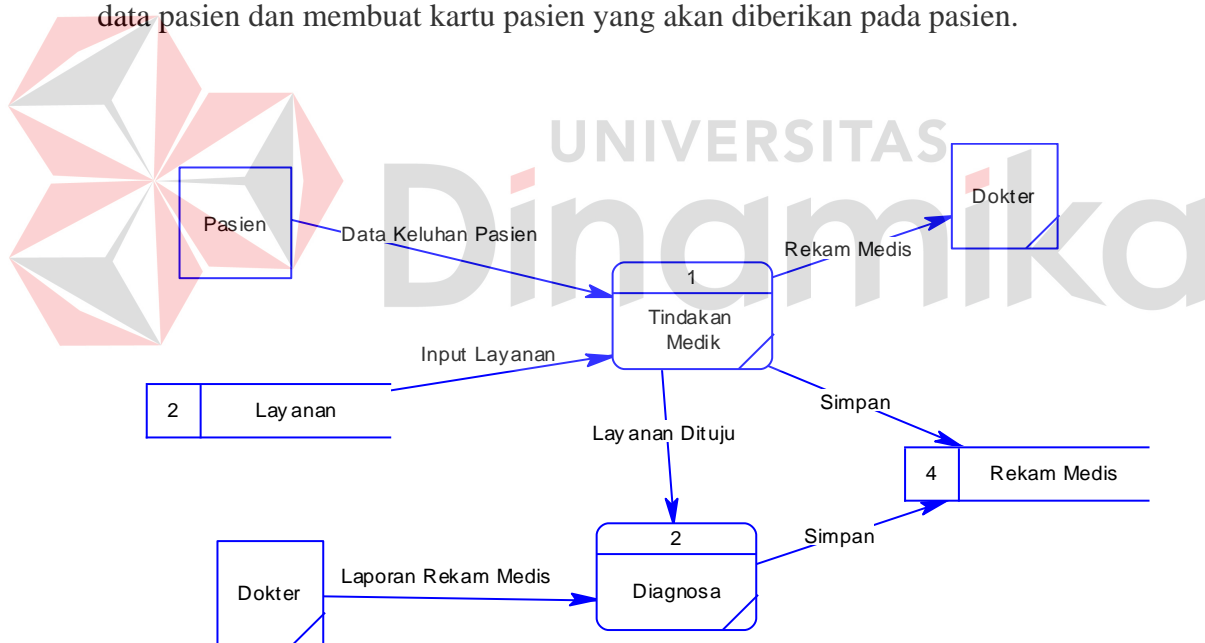 data pasien dan membuat kartu pasien yang akan diberikan pada pasien.
UNIVERSITAS
Dinamika
Dokter
Pasien
Data Keluhan Pasien
Rekam Medis
1
Tindakan
Medik
Input Layanan
2
Layanan
Simpan
Layanan Dituju
4
Rekam Medis
2
Simpan
Diagnosa
Laporan Rekam Medis
Dokter